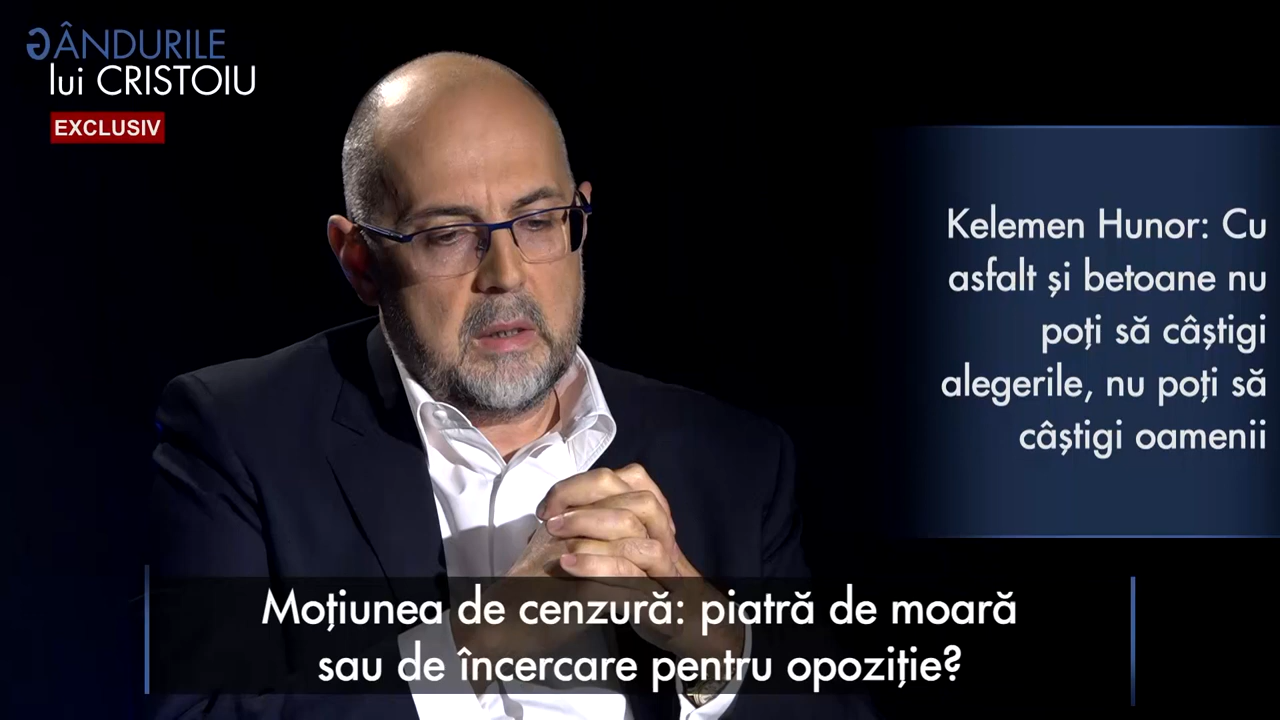 GÂNDURILE
lui CRISTOIU
EXCLUSIV
Kelemen Hunor: Cu
asfalt și betoane nu
poți să câștigi
alegerile, nu poți să
câștigi oamenii
Moțiunea de cenzură: piatră de moară
sau de încercare pentru opoziție?